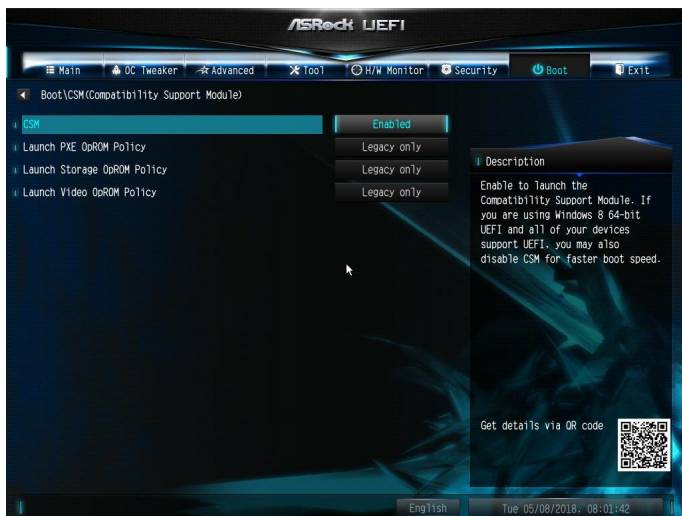 ASRock UEFI
Main OC Tweaker Advanced Tool H/W Monitor Security Boot Exit
Boot\CSM(Compatibility Support Module)
CSM Enabled
Launch PXE OpROM Policy Legacy only
Launch Storage OpROM Policy Legacy only
Launch Video OpROM Policy Legacy only
Description
Enable to launch the
Compatibility Support Module. If
you are using Windows 8 64-bit
UEFI and all of your devices
support UEFI, you may also
disable CSM for faster boot speed.
Get details via QR code
English Tue 05/08/2018, 08:01:42